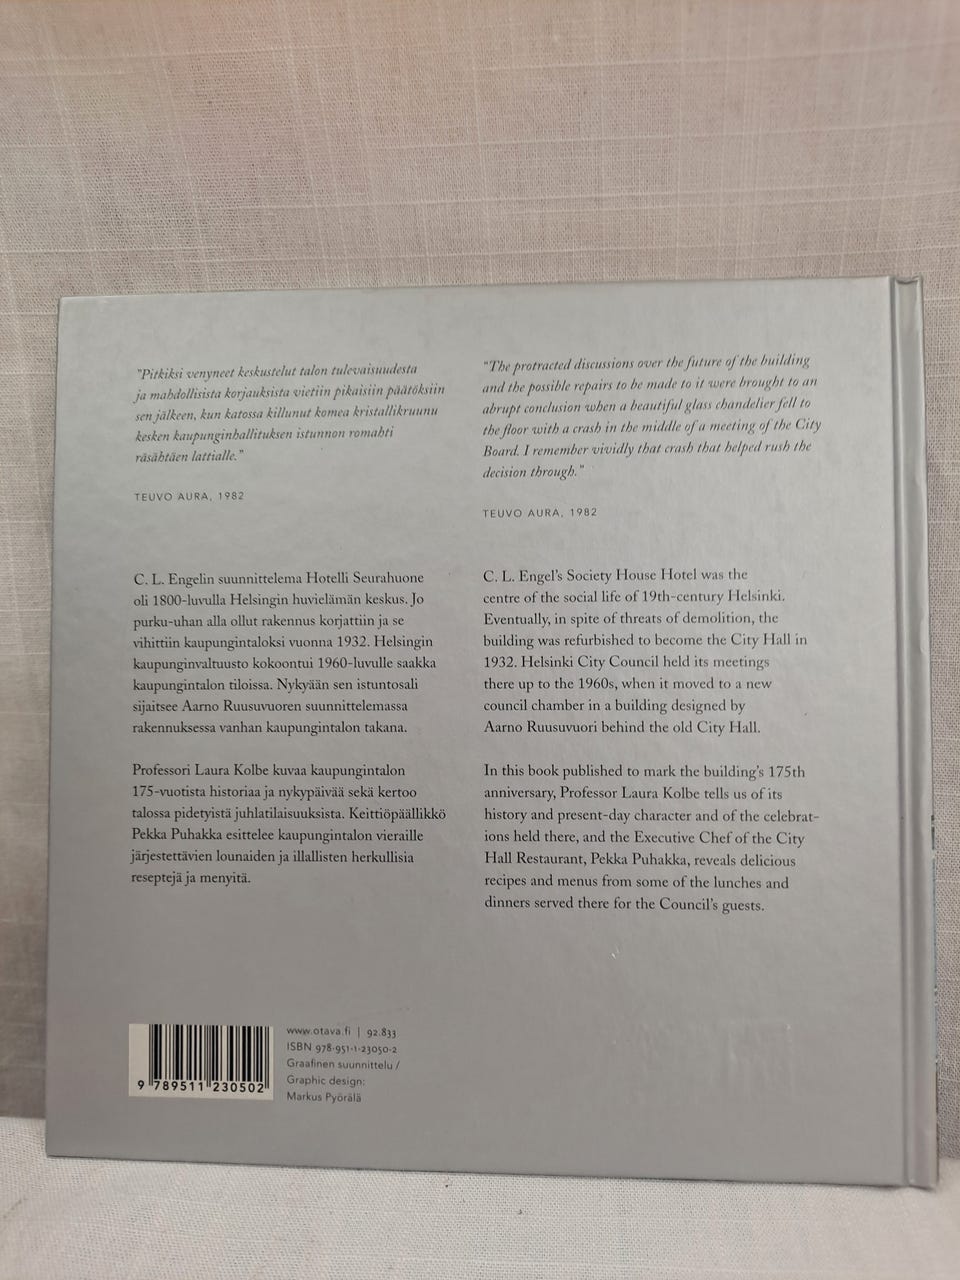 "Pitkiksi venyneet keskustelut talon tulevaisuudesta
ja mahdollisista korjauksista vietiin pikaisiin päätöksiin
sen jälkeen, kun katossa killunut komea kristallikruunu
kesken kaupunginhallituksen istunnon romahti
räsähtäen lattialle."
TEUVO AURA, 1982
C. L. Engelin suunnittelema Hotelli Seurahuone
oli 1800-luvulla Helsingin huvielämän keskus. Jo
purku-uhan alla ollut rakennus korjattiin ja se
vihittiin kaupungintaloksi vuonna 1932. Helsingin
kaupunginvaltuusto kokoontui 1960-luvulle saakka
kaupungintalon tiloissa. Nykyään sen istuntosali
sijaitsee Aarno Ruusuvuoren suunnittelemassa
rakennuksessa vanhan kaupungintalon takana.
Professori Laura Kolbe kuvaa kaupungintalon
175-vuotista historiaa ja nykypäivää sekä kertoo
talossa pidetyistä juhlatilaisuuksista. Keittiöpäällikkö
Pekka Puhakka esittelee kaupungintalon vieraille
järjestettävien lounaiden ja illallisten herkullisia
reseptejä ja menyitä.
"The protracted discussions over the future of the building
and the possible repairs to be made to it were brought to an
abrupt conclusion when a beautiful glass chandelier fell to
the floor with a crash in the middle of a meeting of the City
Board. I remember vividly that crash that helped rush the
decision through."
TEUVO AURA, 1982
C. L. Engel's Society House Hotel was the
centre of the social life of 19th-century Helsinki.
Eventually, in spite of threats of demolition, the
building was refurbished to become the City Hall in
1932. Helsinki City Council held its meetings
there up to the 1960s, when it moved to a new
council chamber in a building designed by
Aarno Ruusuvuori behind the old City Hall.
In this book published to mark the building's 175th
anniversary, Professor Laura Kolbe tells us of its
history and present-day character and of the celebrat-
ions held there, and the Executive Chef of the City
Hall Restaurant, Pekka Puhakka, reveals delicious
recipes and menus from some of the lunches and
dinners served there for the Council's guests.
9 789511 230502
www.otava.fi | 92.833
ISBN 978-951-1-23050-2
Graafinen suunnittelu /
Graphic design:
Markus Pyörälä